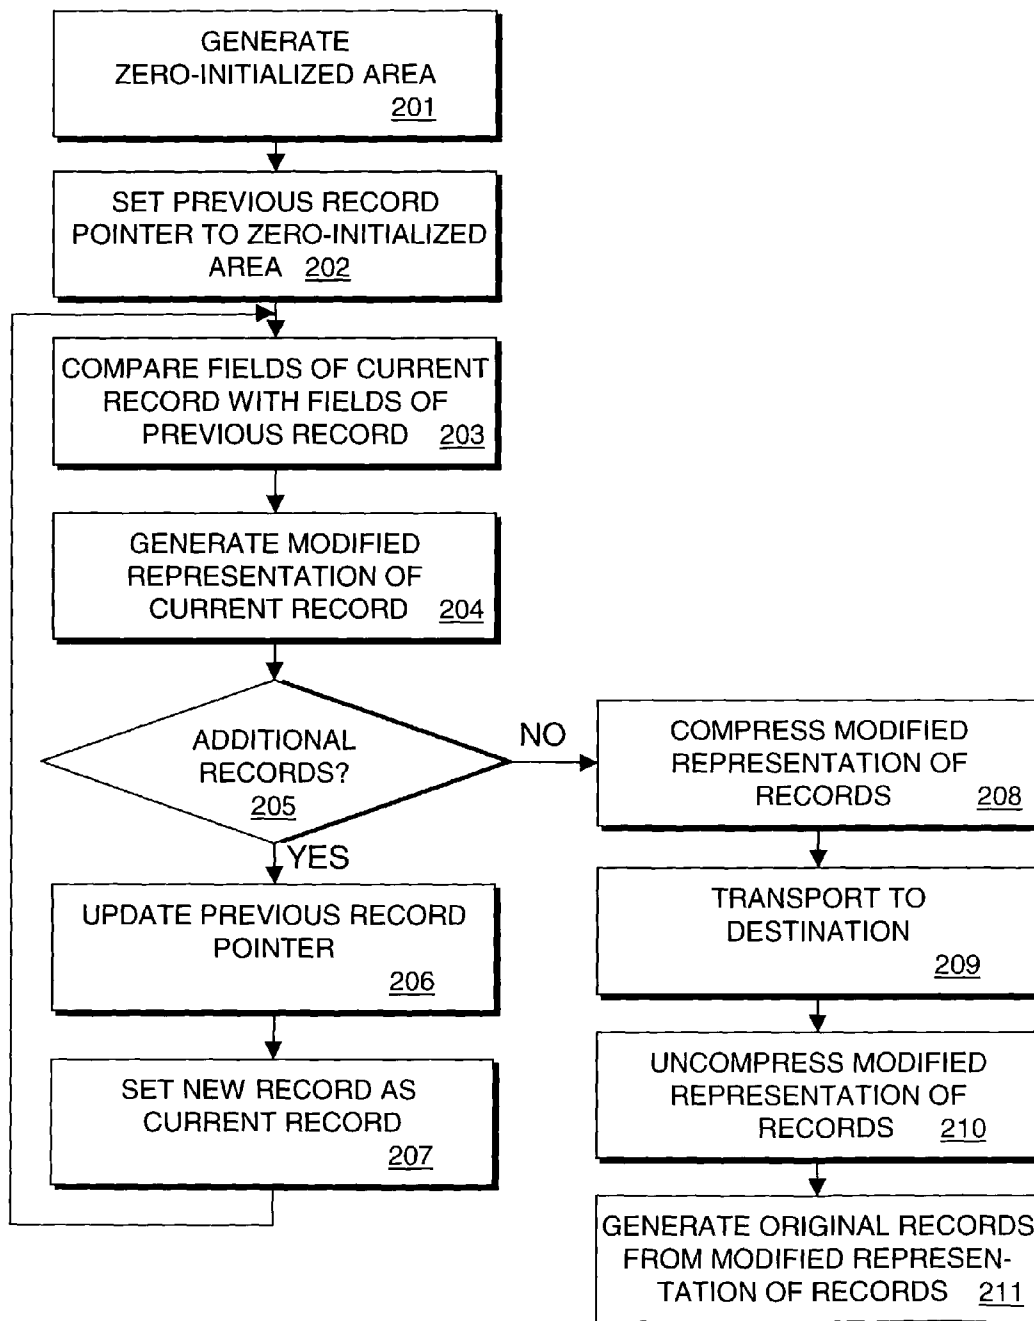 GENERATE
ZERO-INITIALIZED AREA
201
SET PREVIOUS RECORD
POINTER TO ZERO-INITIALIZED
AREA 202
COMPARE FIELDS OF CURRENT
RECORD WITH FIELDS OF
PREVIOUS RECORD 203
GENERATE MODIFIED
REPRESENTATION OF
CURRENT RECORD 204
ADDITIONAL
RECORDS?
205
NO
YES
UPDATE PREVIOUS RECORD
POINTER
206
SET NEW RECORD AS
CURRENT RECORD
207
COMPRESS MODIFIED
REPRESENTATION OF
RECORDS 208
TRANSPORT TO
DESTINATION
209
UNCOMPRESS MODIFIED
REPRESENTATION OF
RECORDS 210
GENERATE ORIGINAL RECORDS
FROM MODIFIED REPRESEN-
TATION OF RECORDS 211